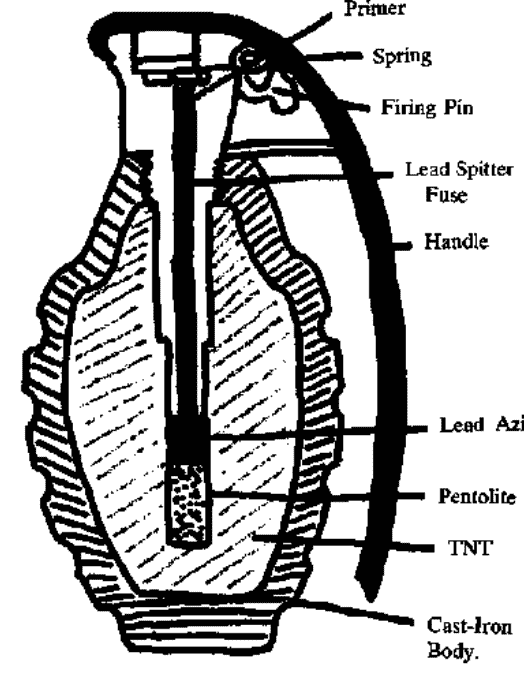 Primer
Spring
Firing Pin
Lead Spitter
Fuse
Handle
Lead Azi
Pentolite
TNT
Cast-Iron
Body.